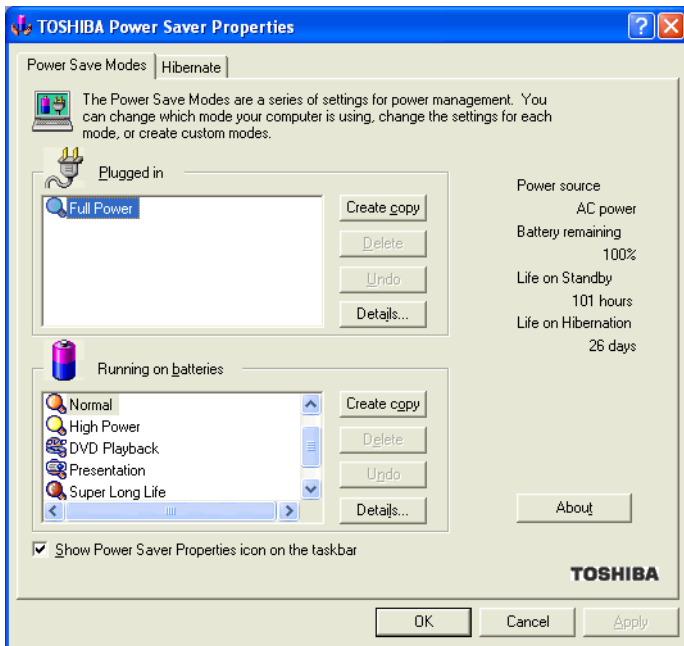 TOSHIBA Power Saver Properties
Power Save Modes
Hibernate
The Power Save Modes are a series of settings for power management. You
can change which mode your computer is using, change the settings for each
mode, or create custom modes.
Plugged in
Full Power
Create copy
Delete
Undo
Details...
Running on batteries
Normal
High Power
DVD Playback
Presentation
Super Long Life
Create copy
Delete
Undo
Details...
Power source
AC power
Battery remaining
100%
Life on Standby
101 hours
Life on Hibernation
26 days
About
Show Power Saver Properties icon on the taskbar
TOSHIBA
OK
Cancel
Apply